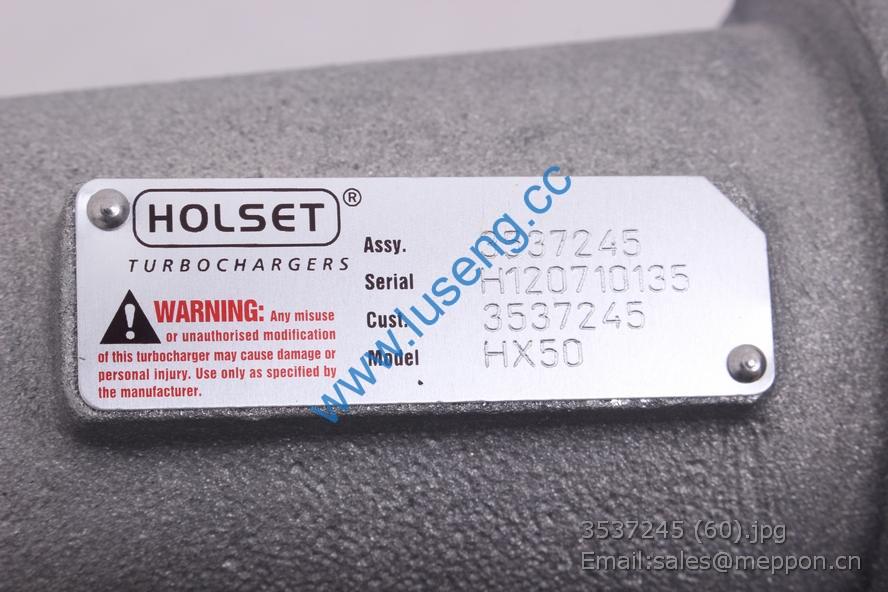 HOLSET®
TURBOCHARGERS
WARNING: Any misuse
or unauthorised modification
of this turbocharger may cause damage or
personal injury. Use only as specified by
the manufacturer.
Assy. 3537245
Serial H120710135
Cust. 3537245
Model HX50
www.luseng.cc
3537245 (60).jpg
Email:sales@meppon.cn